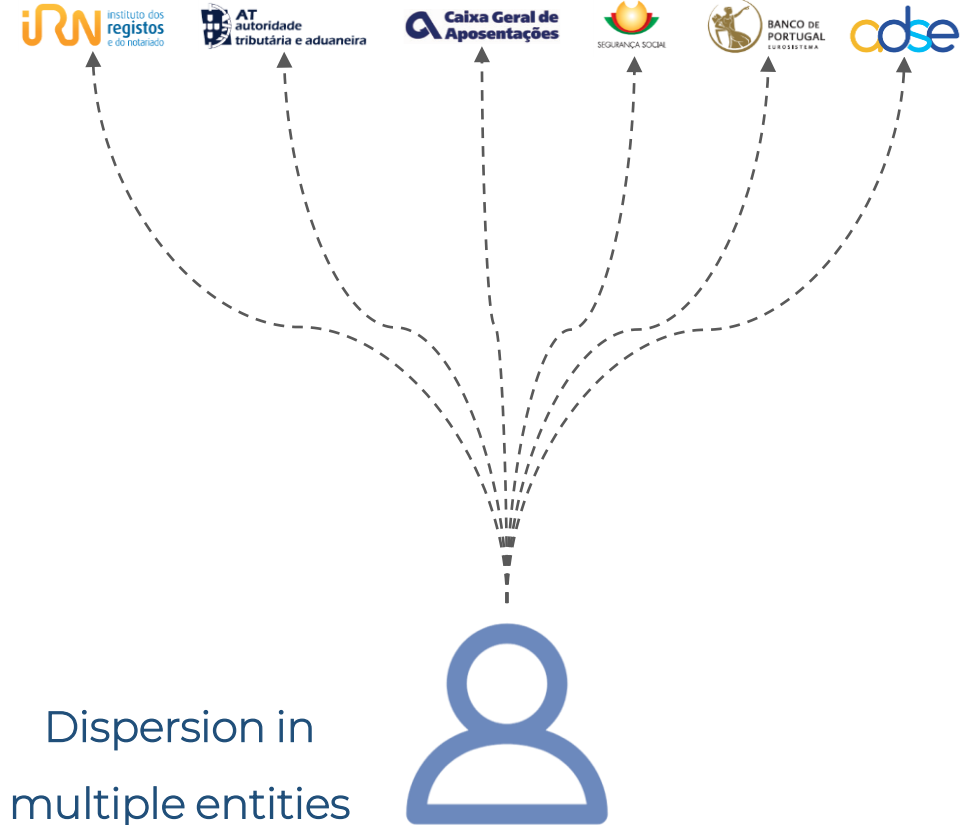 iRN instituto dos
registos
e do notariado
AT
autoridade
tributária e aduaneira
Caixa Geral de
Aposentações
SEGURANÇA SOCIAL
BANCO DE
PORTUGAL
EUROSISTEMA
adse
Dispersion in
multiple entities